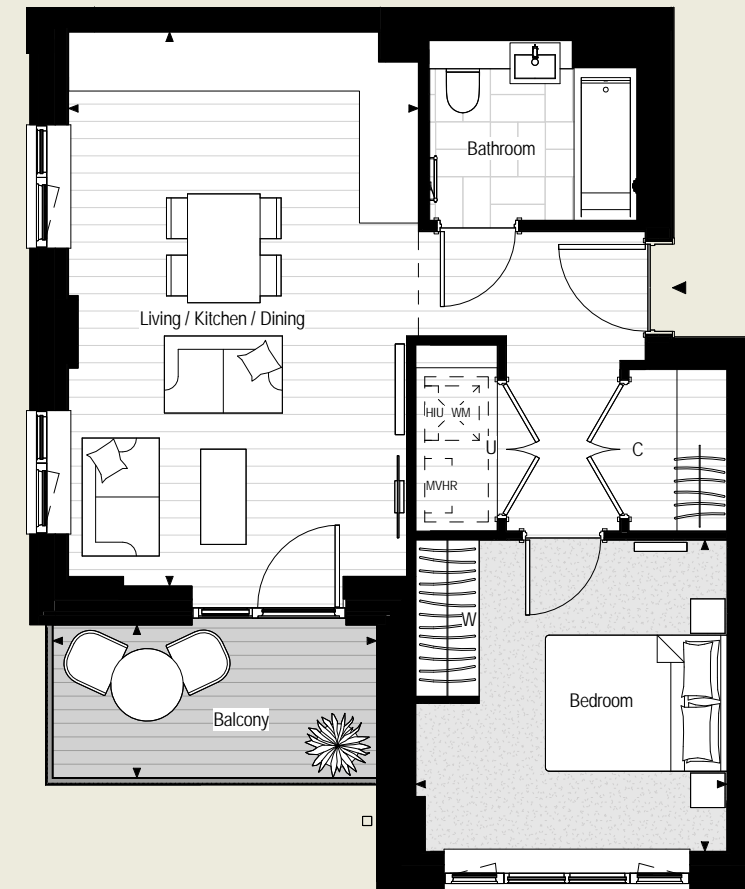 Bathroom
Living / Kitchen / Dining
HIU WM
U
C
MVHR
W
Bedroom
Balcony